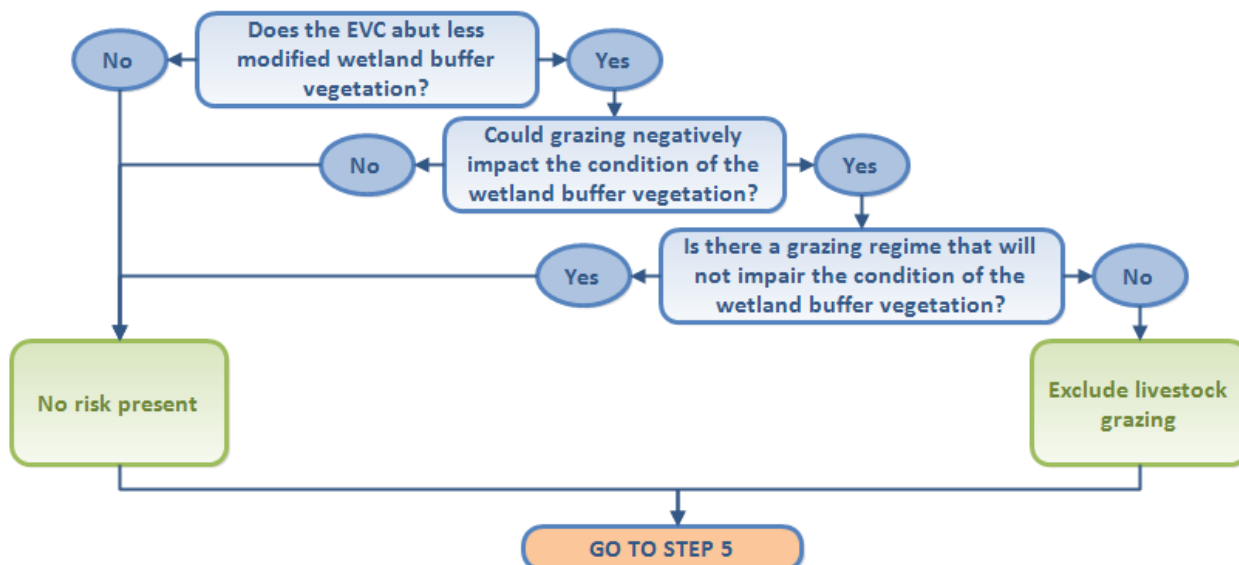 Does the EVC abut less
modified wetland buffer
vegetation?
No
Yes
Could grazing negatively
impact the condition of the
wetland buffer vegetation?
No
Yes
Is there a grazing regime that will
not impair the condition of the
wetland buffer vegetation?
Yes
No
No risk present
Exclude livestock
grazing
GO TO STEP 5